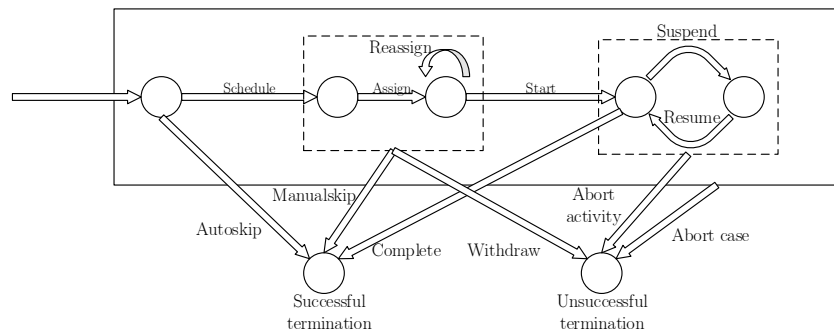 Suspend
Reassign
Schedule
Assign
Start
Resume
Manualskip
Abort
activity
Autoskip
Complete
Withdraw
Abort case
Successful
termination
Unsuccessful
termination